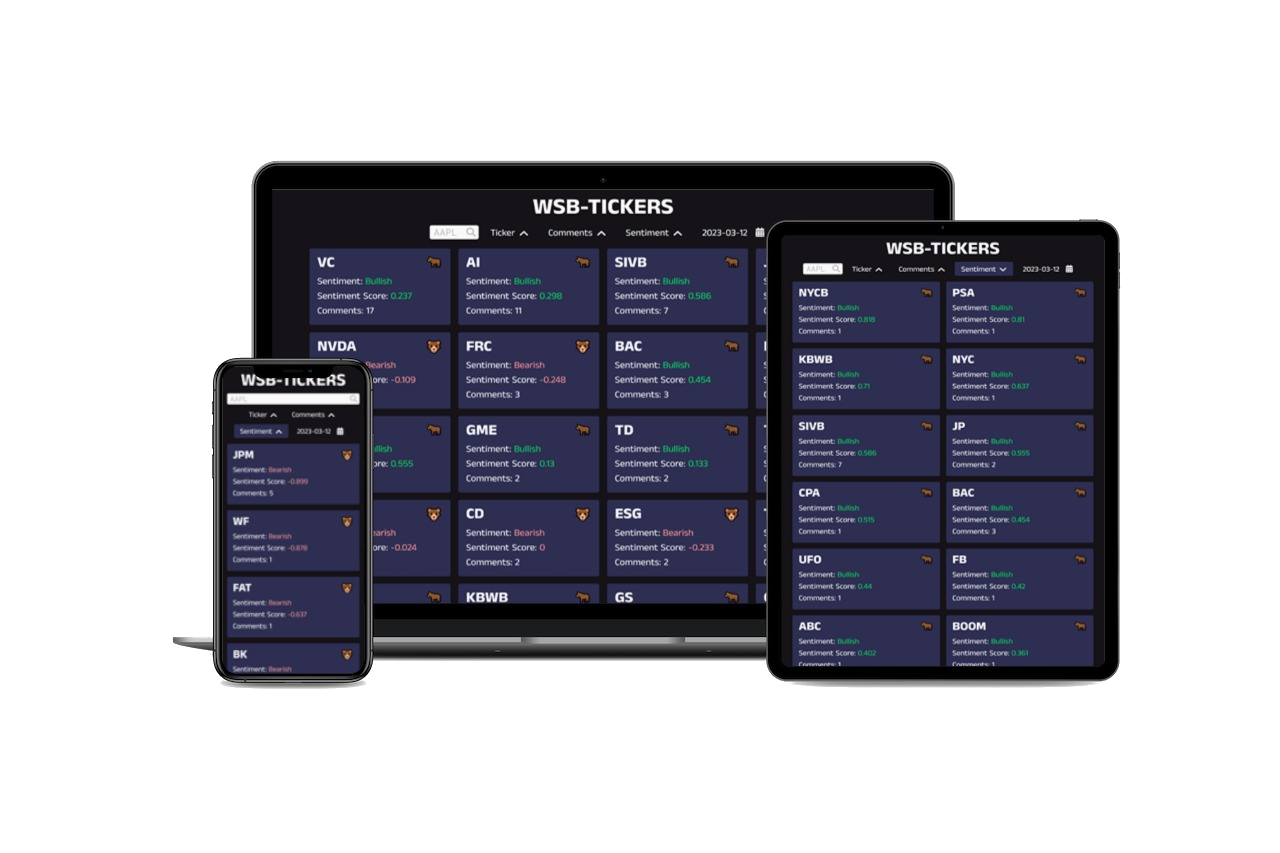 WSB-TICKERS
AAPL Ticker Comments Sentiment 2023-03-12
VC
Sentiment: Bullish
Sentiment Score: 0.237
Comments: 17
AI
Sentiment: Bullish
Sentiment Score: 0.298
Comments: 11
SIVB
Sentiment: Bullish
Sentiment Score: 0.586
Comments: 7
NVDA
Bearish
ore: -0.109
FRC
Sentiment: Bearish
Sentiment Score: -0.248
Comments: 3
BAC
Sentiment: Bullish
Sentiment Score: 0.454
Comments: 3
ullish
ore: 0.555
GME
Sentiment: Bullish
Sentiment Score: 0.13
Comments: 2
TD
Sentiment: Bullish
Sentiment Score: 0.133
Comments: 2
earish
ore: -0.024
CD
Sentiment: Bearish
Sentiment Score: 0
Comments: 2
ESG
Sentiment: Bearish
Sentiment Score: -0.233
Comments: 2
KBWB
GS
WSB-TICKERS
AAPL
Ticker Comments
Sentiment 2023-03-12
JPM
Sentiment: Bearish
Sentiment Score: -0.899
Comments: 5
WF
Sentiment: Bearish
Sentiment Score: -0.878
Comments: 1
FAT
Sentiment: Bearish
Sentiment Score: -0.637
Comments: 1
BK
Sentiment: Bearish
WSB-TICKERS
AAPL Ticker Comments Sentiment 2023-03-12
NYCB
Sentiment: Bullish
Sentiment Score: 0.818
Comments: 1
PSA
Sentiment: Bullish
Sentiment Score: 0.81
Comments: 1
KBWB
Sentiment: Bullish
Sentiment Score: 0.71
Comments: 1
NYC
Sentiment: Bullish
Sentiment Score: 0.637
Comments: 1
SIVB
Sentiment: Bullish
Sentiment Score: 0.586
Comments: 7
JP
Sentiment: Bullish
Sentiment Score: 0.555
Comments: 2
CPA
Sentiment: Bullish
Sentiment Score: 0.515
Comments: 1
BAC
Sentiment: Bullish
Sentiment Score: 0.454
Comments: 3
UFO
Sentiment: Bullish
Sentiment Score: 0.44
Comments: 1
FB
Sentiment: Bullish
Sentiment Score: 0.42
Comments: 1
ABC
Sentiment: Bullish
Sentiment Score: 0.402
Comments: 1
BOOM
Sentiment: Bullish
Sentiment Score: 0.361
Comments: 1